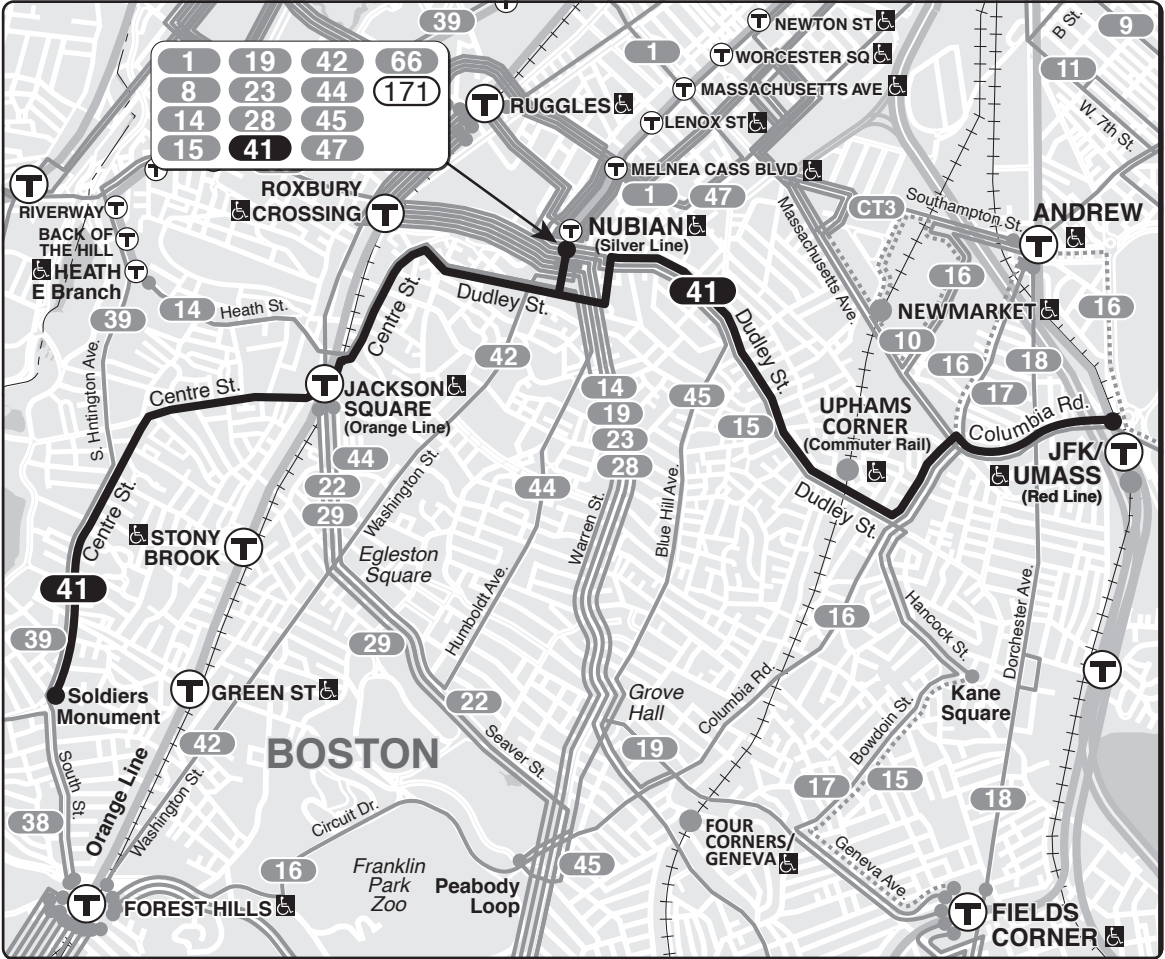 39
1
9
B St.
11
W. 7th St.
NEWTON ST
WORCESTER SQ
MASSACHUSETTS AVE
LENOX ST
MELNEA CASS BLVD
1 19 42 66
8 23 44 171
14 28 45
15 41 47
T RUGGLES
1 47
T
RIVERWAY
BACK OF
THE HILL
HEATH
E Branch
ROXBURY
CROSSING
T
NUBIAN
(Silver Line)
CT3
Southampton St.
ANDREW
T
Massachusetts Ave.
16
16
NEWMARKET
10
16
18
17
39
14
Heath St.
Centre St.
Dudley St.
41
Dudley St.
42
S. Hntington Ave.
Centre St.
T
JACKSON
SQUARE
(Orange Line)
14
19
23
28
45
15
UPHAMS
CORNER
(Commuter Rail)
Columbia Rd.
JFK/
UMASS
(Red Line)
T
44
22
29
Washington St.
44
Warren St.
Blue Hill Ave.
Dudley St.
Centre St.
STONY
BROOK
T
Egleston
Square
41
39
29
Humboldt Ave.
16
Hancock St.
Dorchester Ave.
Soldiers
Monument
T
GREEN ST
22
Grove
Hall
Columbia Rd.
Kane
Square
T
42
BOSTON
Seaver St.
19
Bowdoin St.
17
15
18
South St.
38
Orange Line
Washington St.
Circuit Dr.
16
Franklin
Park
Zoo
Peabody
Loop
45
FOUR
CORNERS/
GENEVA
Geneva Ave.
T
FOREST HILLS
T
FIELDS
CORNER